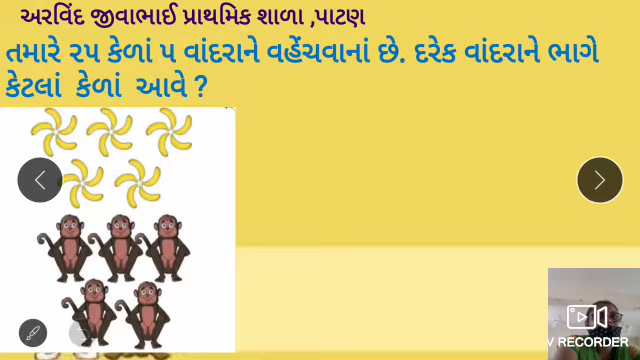 અરવિંદ જીવાભાઈ પ્રાથમિક શાળા ,પાટણ
તમારે ૨૫ કેળાં ૫ વાંદરાને વહેંચવાનાં છે. દરેક વાંદરાને ભાગે
કેટલાં કેળાં આવે ?
V RECORDER